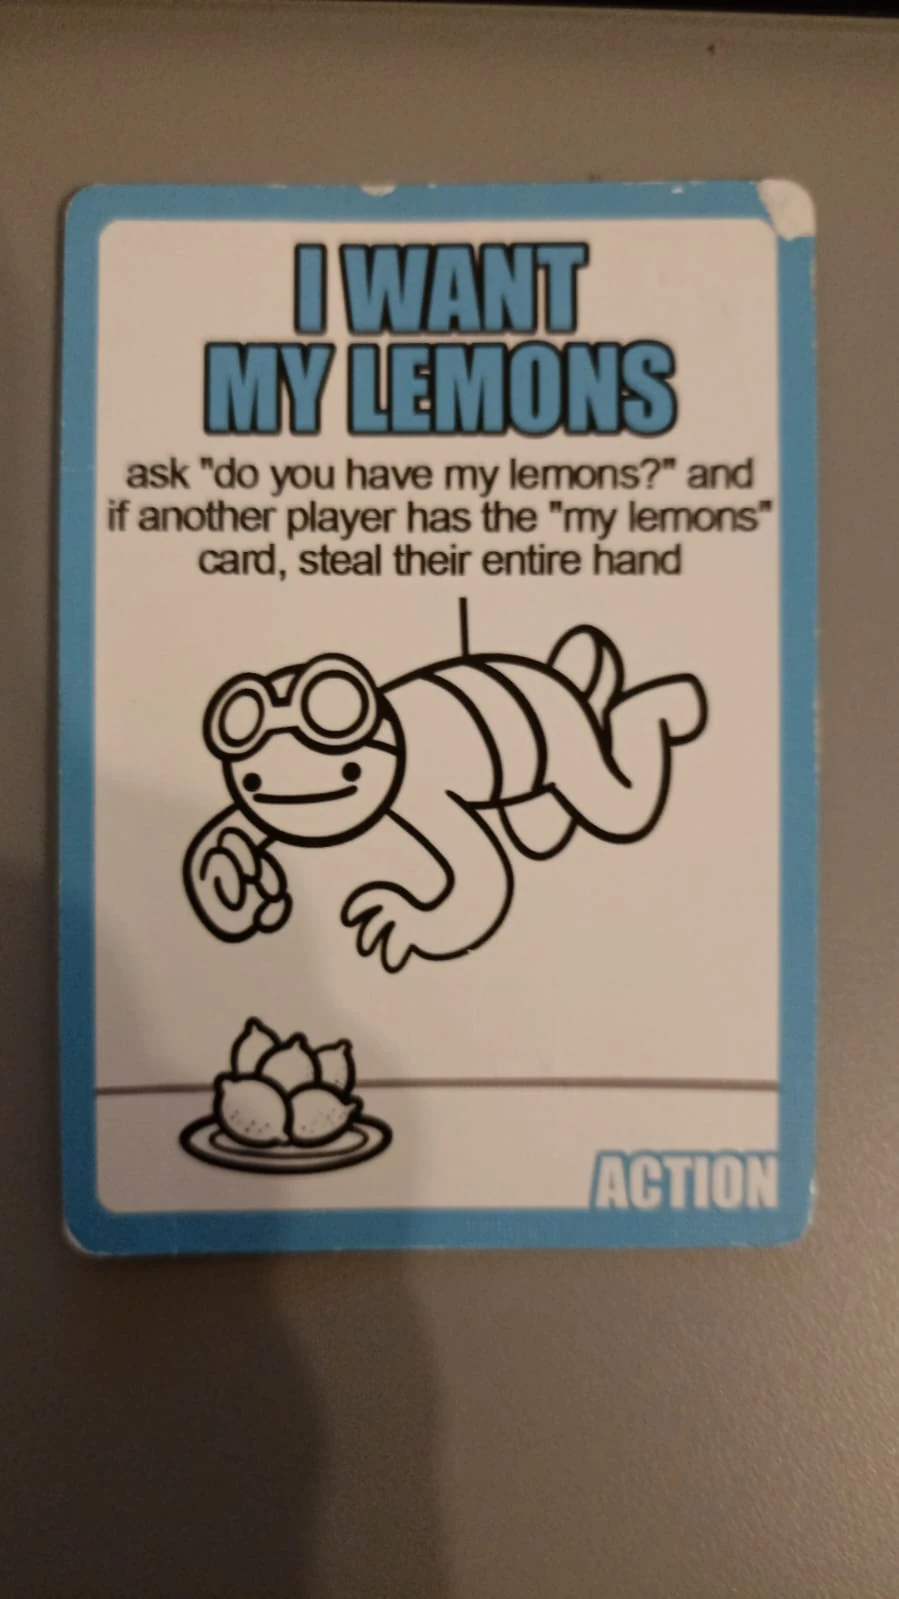 I WANT
MY LEMONS
ask "do you have my lemons?" and
if another player has the "my lemons"
card, steal their entire hand
ACTION